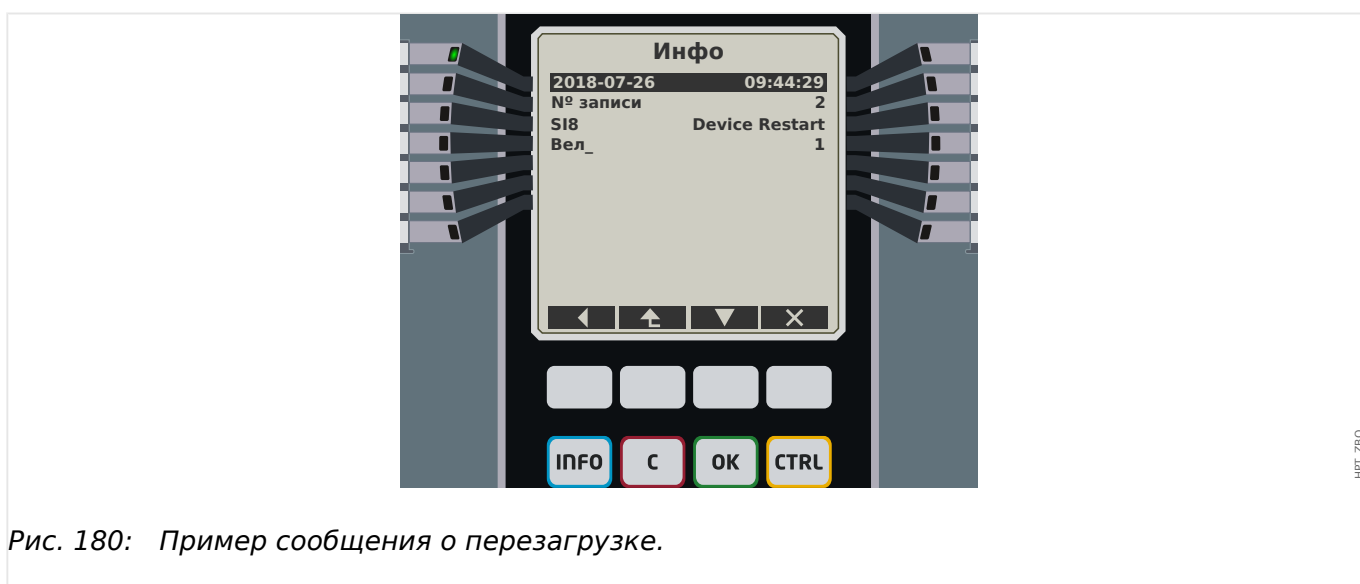 Инфо
2018-07-26 09:44:29
№ записи 2
SI8 Device Restart
Вел_ 1
INFO C OK CTRL
HPT_ZBO
Рис. 180: Пример сообщения о перезагрузке.